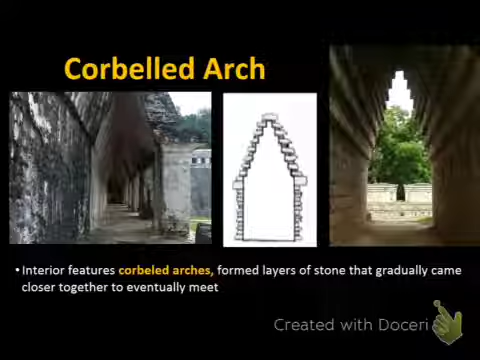 Corbelled Arch
• Interior features corbeled arches, formed layers of stone that gradually came
closer together to eventually meet
Created with Doceri